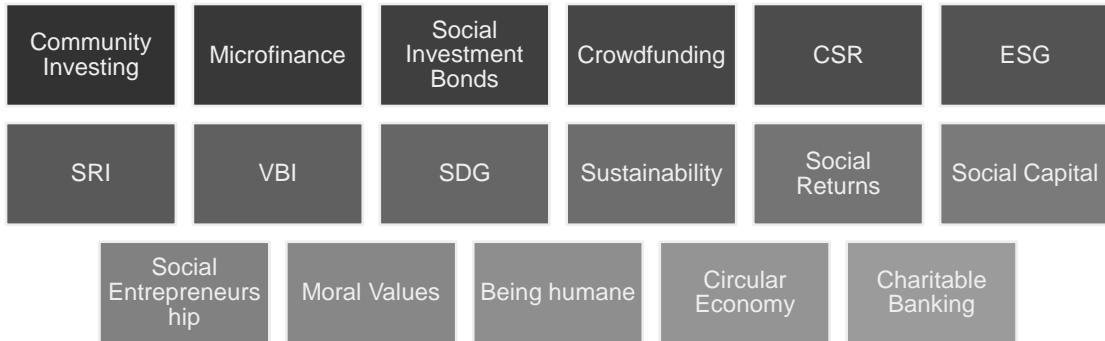 Community
Investing
Microfinance
Social
Investment
Bonds
Crowdfunding
CSR
ESG
SRI
VBI
SDG
Sustainability
Social
Returns
Social Capital
Social
Entrepreneurs
hip
Moral Values
Being humane
Circular
Economy
Charitable
Banking